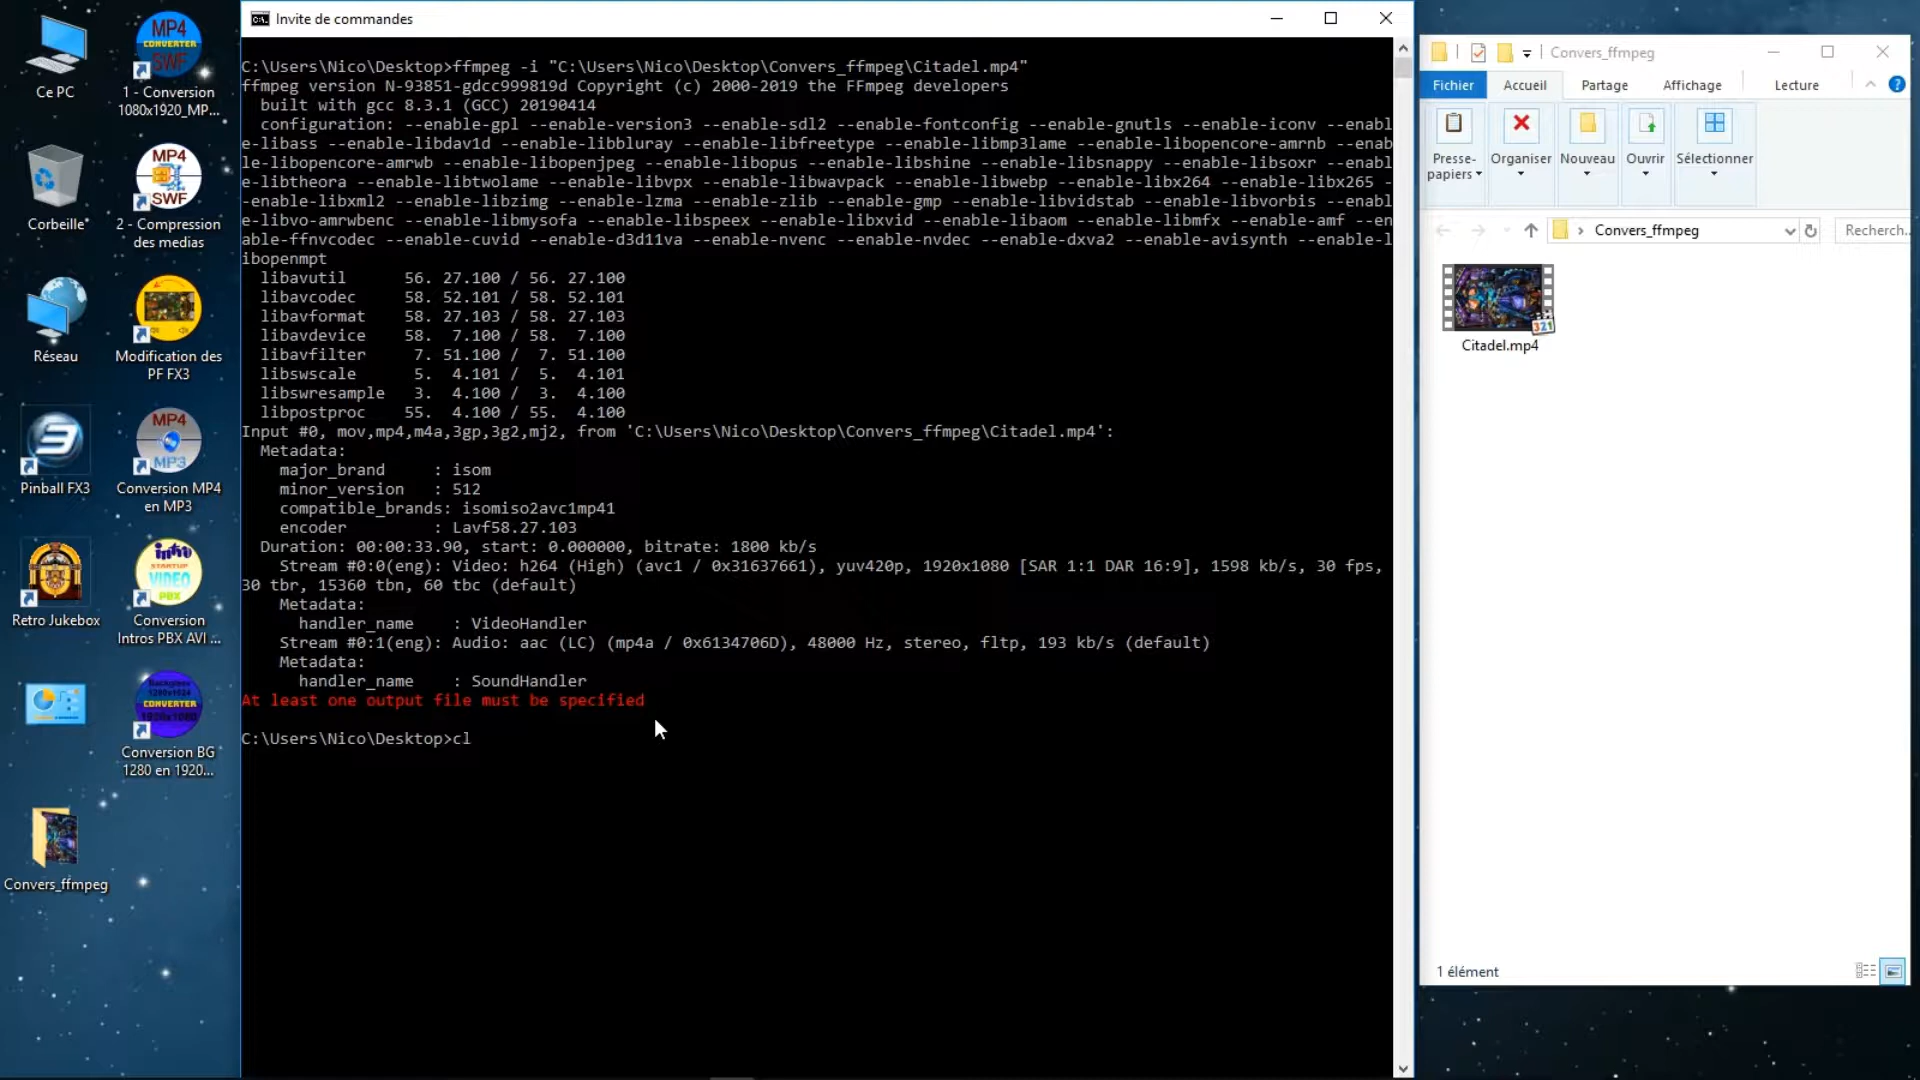 Invite de commandes
C:\Users\Nico\Desktop>ffmpeg -i "C:\Users\Nico\Desktop\Convers_ffmpeg\Citadel.mp4"
ffmpeg version N-93851-gdcc999819d Copyright (c) 2000-2019 the FFmpeg developers
built with gcc 8.3.1 (GCC) 20190414
configuration: --enable-gpl --enable-version3 --enable-sdl2 --enable-fontconfig --enable-gnutls --enable-iconv --enabl
e-libass --enable-libdav1d --enable-libbluray --enable-libfreetype --enable-libmp3lame --enable-libopencore-amrnb --enab
le-libopencore-amrwb --enable-libopenjpeg --enable-libopus --enable-libshine --enable-libsnappy --enable-libsoxr --enabl
e-libtheora --enable-libtwolame --enable-libvpx --enable-libwavpack --enable-libwebp --enable-libx264 --enable-libx265 -
-enable-libxml2 --enable-libzimg --enable-lzma --enable-zlib --enable-gmp --enable-libvidstab --enable-libvorbis --enabl
e-libvo-amrwbenc --enable-libmysofa --enable-libspeex --enable-libxvid --enable-libaom --enable-libmfx --enable-amf --en
able-ffnvcodec --enable-cuvid --enable-d3d11va --enable-nvenc --enable-nvdec --enable-dxva2 --enable-avisynth --enable-l
ibopenmpt
libavutil 56. 27.100 / 56. 27.100
libavcodec 58. 52.101 / 58. 52.101
libavformat 58. 27.103 / 58. 27.103
libavdevice 58. 7.100 / 58. 7.100
libavfilter 7. 51.100 / 7. 51.100
libswscale 5. 4.101 / 5. 4.101
libswresample 3. 4.100 / 3. 4.100
libpostproc 55. 4.100 / 55. 4.100
Input #0, mov,mp4,m4a,3gp,3g2,mj2, from 'C:\Users\Nico\Desktop\Convers_ffmpeg\Citadel.mp4':
Metadata:
major_brand : isom
minor_version : 512
compatible_brands: isomiso2avc1mp41
encoder : Lavf58.27.103
Duration: 00:00:33.90, start: 0.000000, bitrate: 1800 kb/s
Stream #0:0(eng): Video: h264 (High) (avc1 / 0x31637661), yuv420p, 1920x1080 [SAR 1:1 DAR 16:9], 1598 kb/s, 30 fps,
30 tbr, 15360 tbn, 60 tbc (default)
Metadata:
handler_name : VideoHandler
Stream #0:1(eng): Audio: aac (LC) (mp4a / 0x6134706D), 48000 Hz, stereo, fltp, 193 kb/s (default)
Metadata:
handler_name : SoundHandler
At least one output file must be specified
C:\Users\Nico\Desktop>cl
Ce PC
MP4
CONVERTER
SWF
1 - Conversion
1080x1920_MP...
Corbeille
MP4
SWF
2 - Compression
des medias
Réseau
Modification des
PF FX3
Pinball FX3
MP4
MP3
Conversion MP4
en MP3
Retro Jukebox
intro
STARTUP
VIDEO
PBX
Conversion
Intros PBX AVI ...
Backglass
1280x1024
CONVERTER
1920x1080
Conversion BG
1280 en 1920...
Convers_ffmpeg
Convers_ffmpeg
Fichier
Accueil
Partage
Affichage
Lecture
Presse-
papiers
Organiser
Nouveau
Ouvrir
Sélectionner
Convers_ffmpeg
Recherch...
321
Citadel.mp4
1 élément